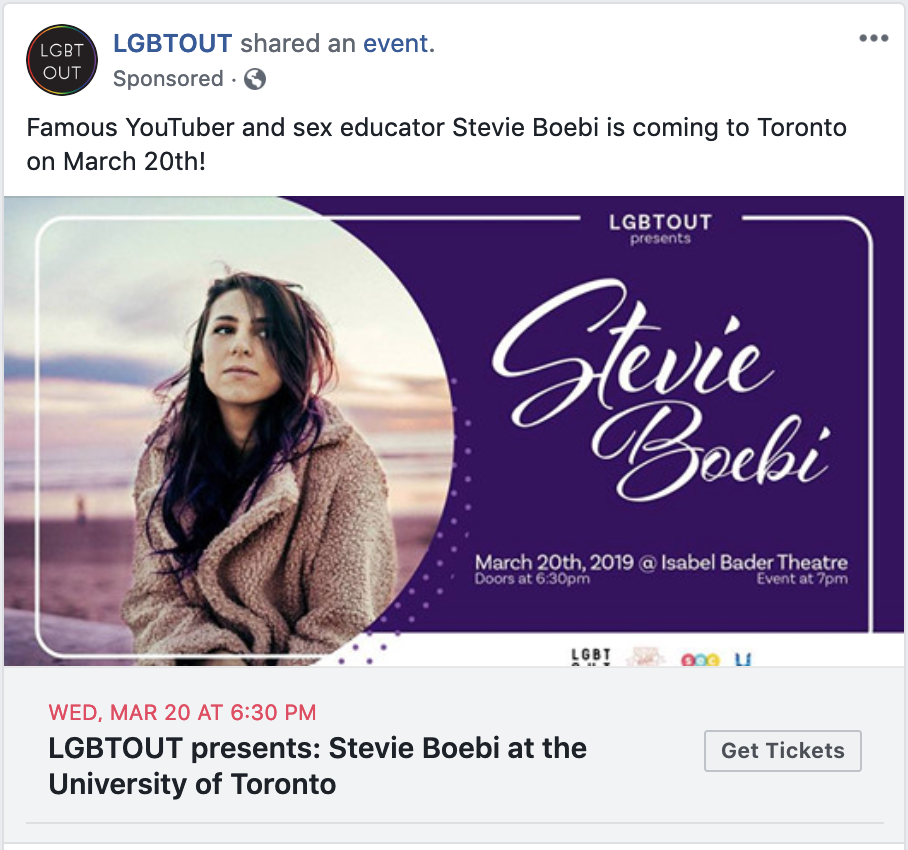 LGBT
OUT
LGBTOUT shared an event.
Sponsored ·
Famous YouTuber and sex educator Stevie Boebi is coming to Toronto
on March 20th!
LGBTOUT
presents
Stevie
Boebi
March 20th, 2019 @ Isabel Bader Theatre
Doors at 6:30pm Event at 7pm
LGBT
OUT
WED, MAR 20 AT 6:30 PM
LGBTOUT presents: Stevie Boebi at the
University of Toronto
Get Tickets